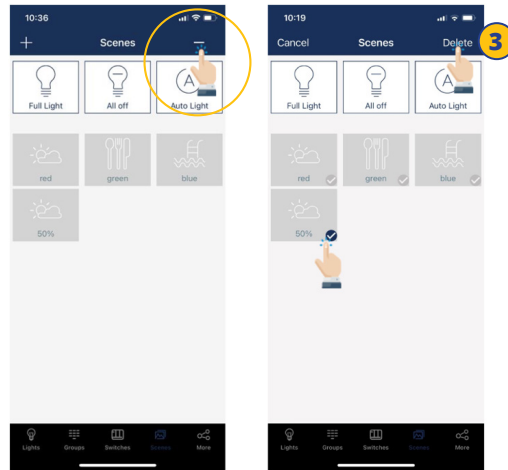 10:36
Scenes
Full Light
All off
Auto Light
red
green
blue
50%
Lights
Groups
Switches
Scenes
More
10:19
Cancel
Scenes
Delete
3
Full Light
All off
Auto Light
red
green
blue
50%
Lights
Groups
Switches
Scenes
More